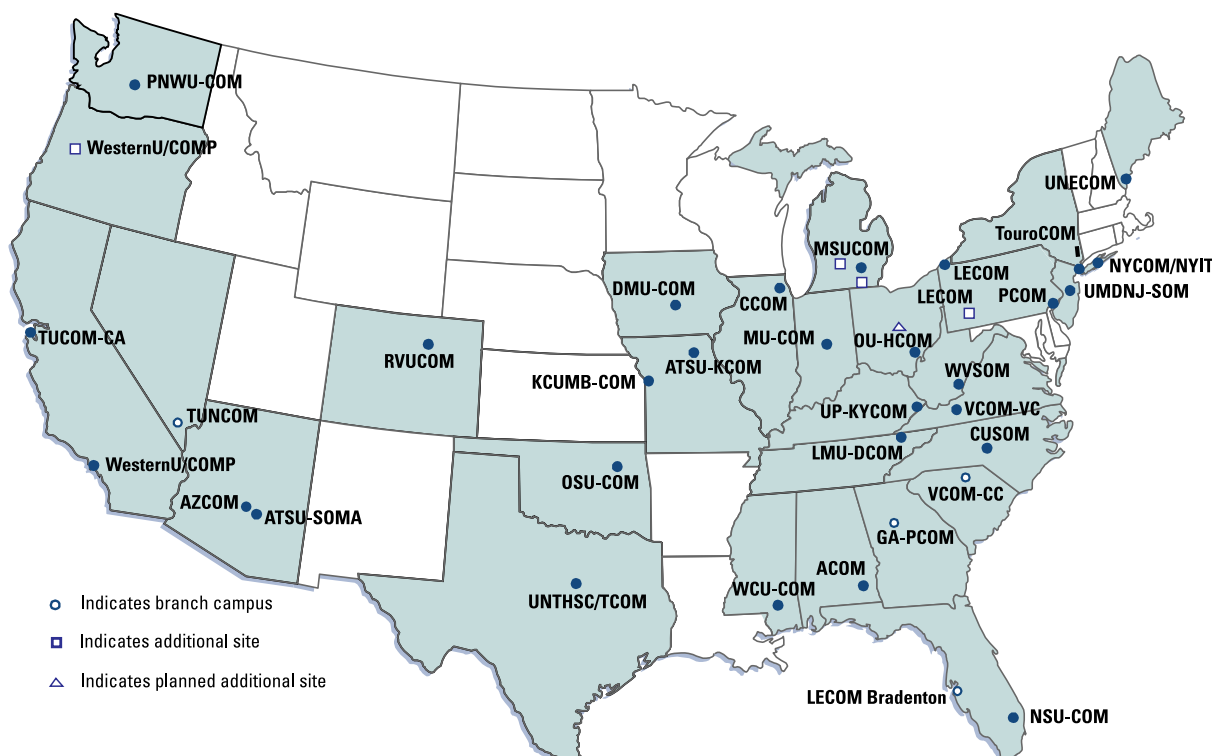 PNWU-COM
WesternU/COMP
UNECOM
TouroCOM
MSUCOM
NYCOM/NYIT
LECOM
DMU-COM
CCOM
LECOM
PCOM
UMDNJ-SOM
TUCOM-CA
MU-COM
OU-HCOM
RVUCOM
ATSU-KCOM
WVSOM
KCUMB-COM
TUNCOM
UP-KYCOM
VCOM-VC
CUSOM
LMU-DCOM
WesternU/COMP
OSU-COM
VCOM-CC
AZCOM
ATSU-SOMA
GA-PCOM
ACOM
WCU-COM
UNTHSC/TCOM
Indicates branch campus
Indicates additional site
Indicates planned additional site
LECOM Bradenton
NSU-COM